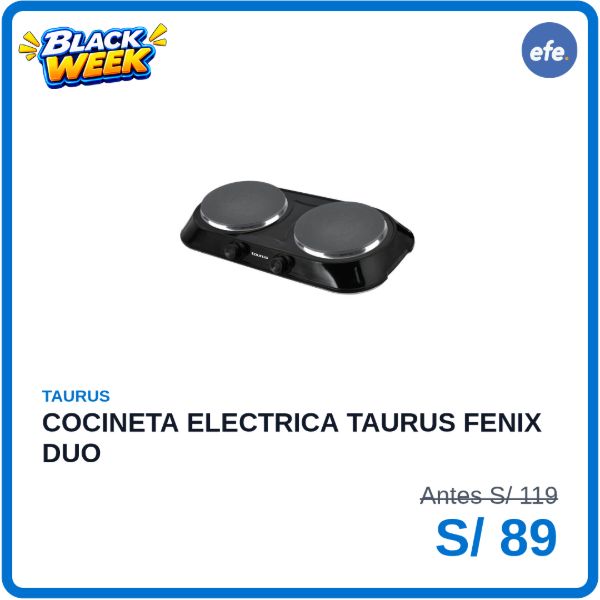 BLACK
WEEK
efe.
taurus
TAURUS
COCINETA ELECTRICA TAURUS FENIX
DUO
Antes S/ 119
S/ 89